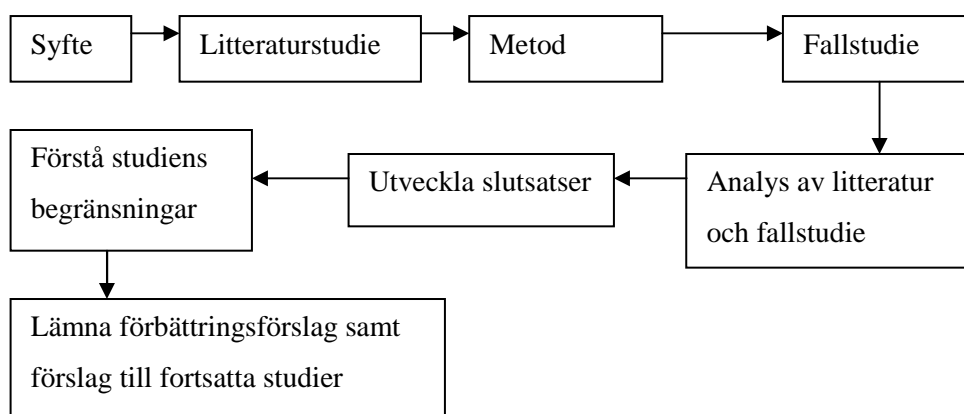 Syfte
Litteraturstudie
Metod
Fallstudie
Analys av litteratur
och fallstudie
Utveckla slutsatser
Förstå studiens
begränsningar
Lämna förbättringsförslag samt
förslag till fortsatta studier